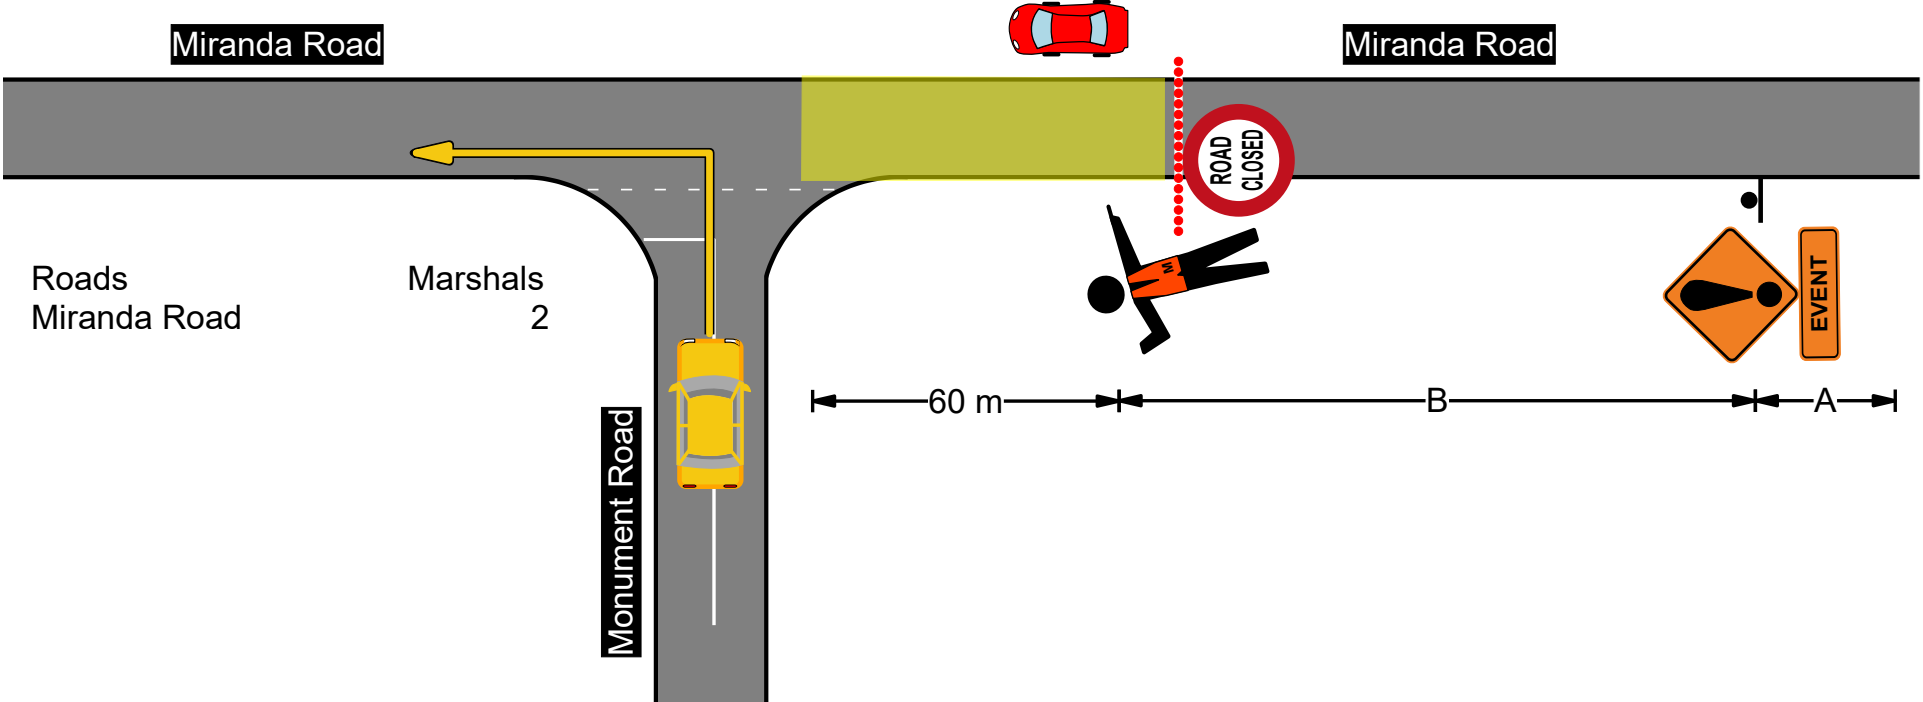 Miranda Road
Miranda Road
ROAD
CLOSED
M
Roads
Marshals
Miranda Road
2
EVENT
60 m
B
A
Monument Road